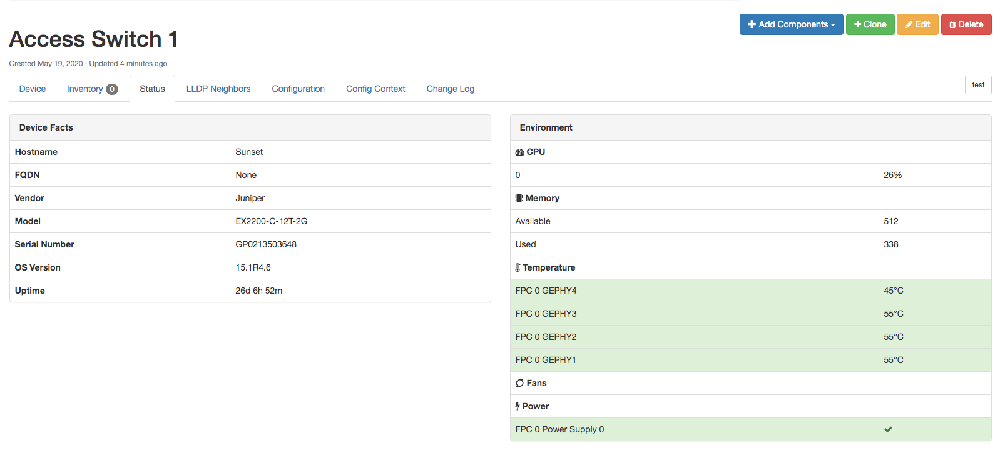 Add Components
Clone
Edit
Delete
Access Switch 1
Created May 19, 2020 · Updated 4 minutes ago
Device
Inventory 0
Status
LLDP Neighbors
Configuration
Config Context
Change Log
test
Device Facts
Hostname Sunset
FQDN None
Vendor Juniper
Model EX2200-C-12T-2G
Serial Number GP0213503648
OS Version 15.1R4.6
Uptime 26d 6h 52m
Environment
CPU
0 26%
Memory
Available 512
Used 338
Temperature
FPC 0 GEPHY4 45°C
FPC 0 GEPHY3 55°C
FPC 0 GEPHY2 55°C
FPC 0 GEPHY1 55°C
Fans
Power
FPC 0 Power Supply 0